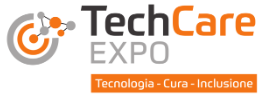 TechCare
EXPO
Tecnologia - Cura - Inclusione